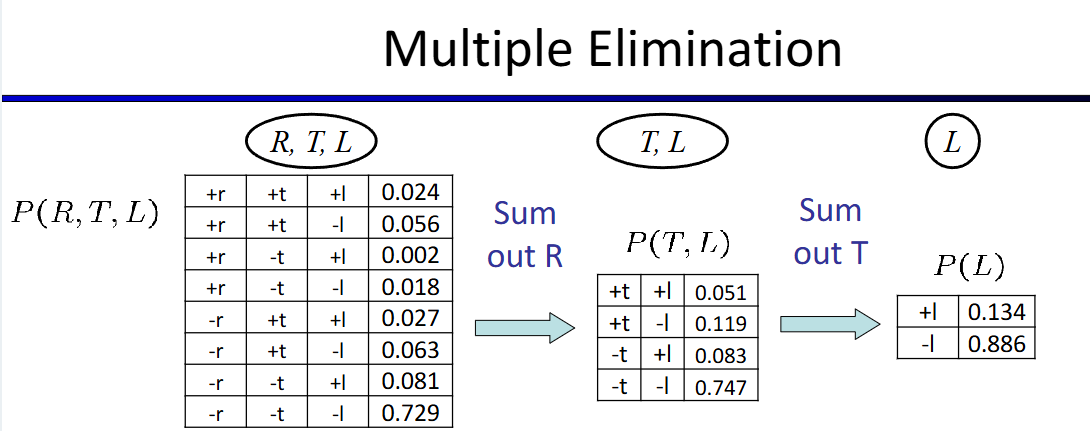 Multiple Elimination
R, T, L
T, L
L
P(R, T, L)
+r +t +l 0.024
+r +t -l 0.056
+r -t +l 0.002
+r -t -l 0.018
-r +t +l 0.027
-r +t -l 0.063
-r -t +l 0.081
-r -t -l 0.729
Sum
out R
P(T, L)
+t +l 0.051
+t -l 0.119
-t +l 0.083
-t -l 0.747
Sum
out T
P(L)
+l 0.134
-l 0.886